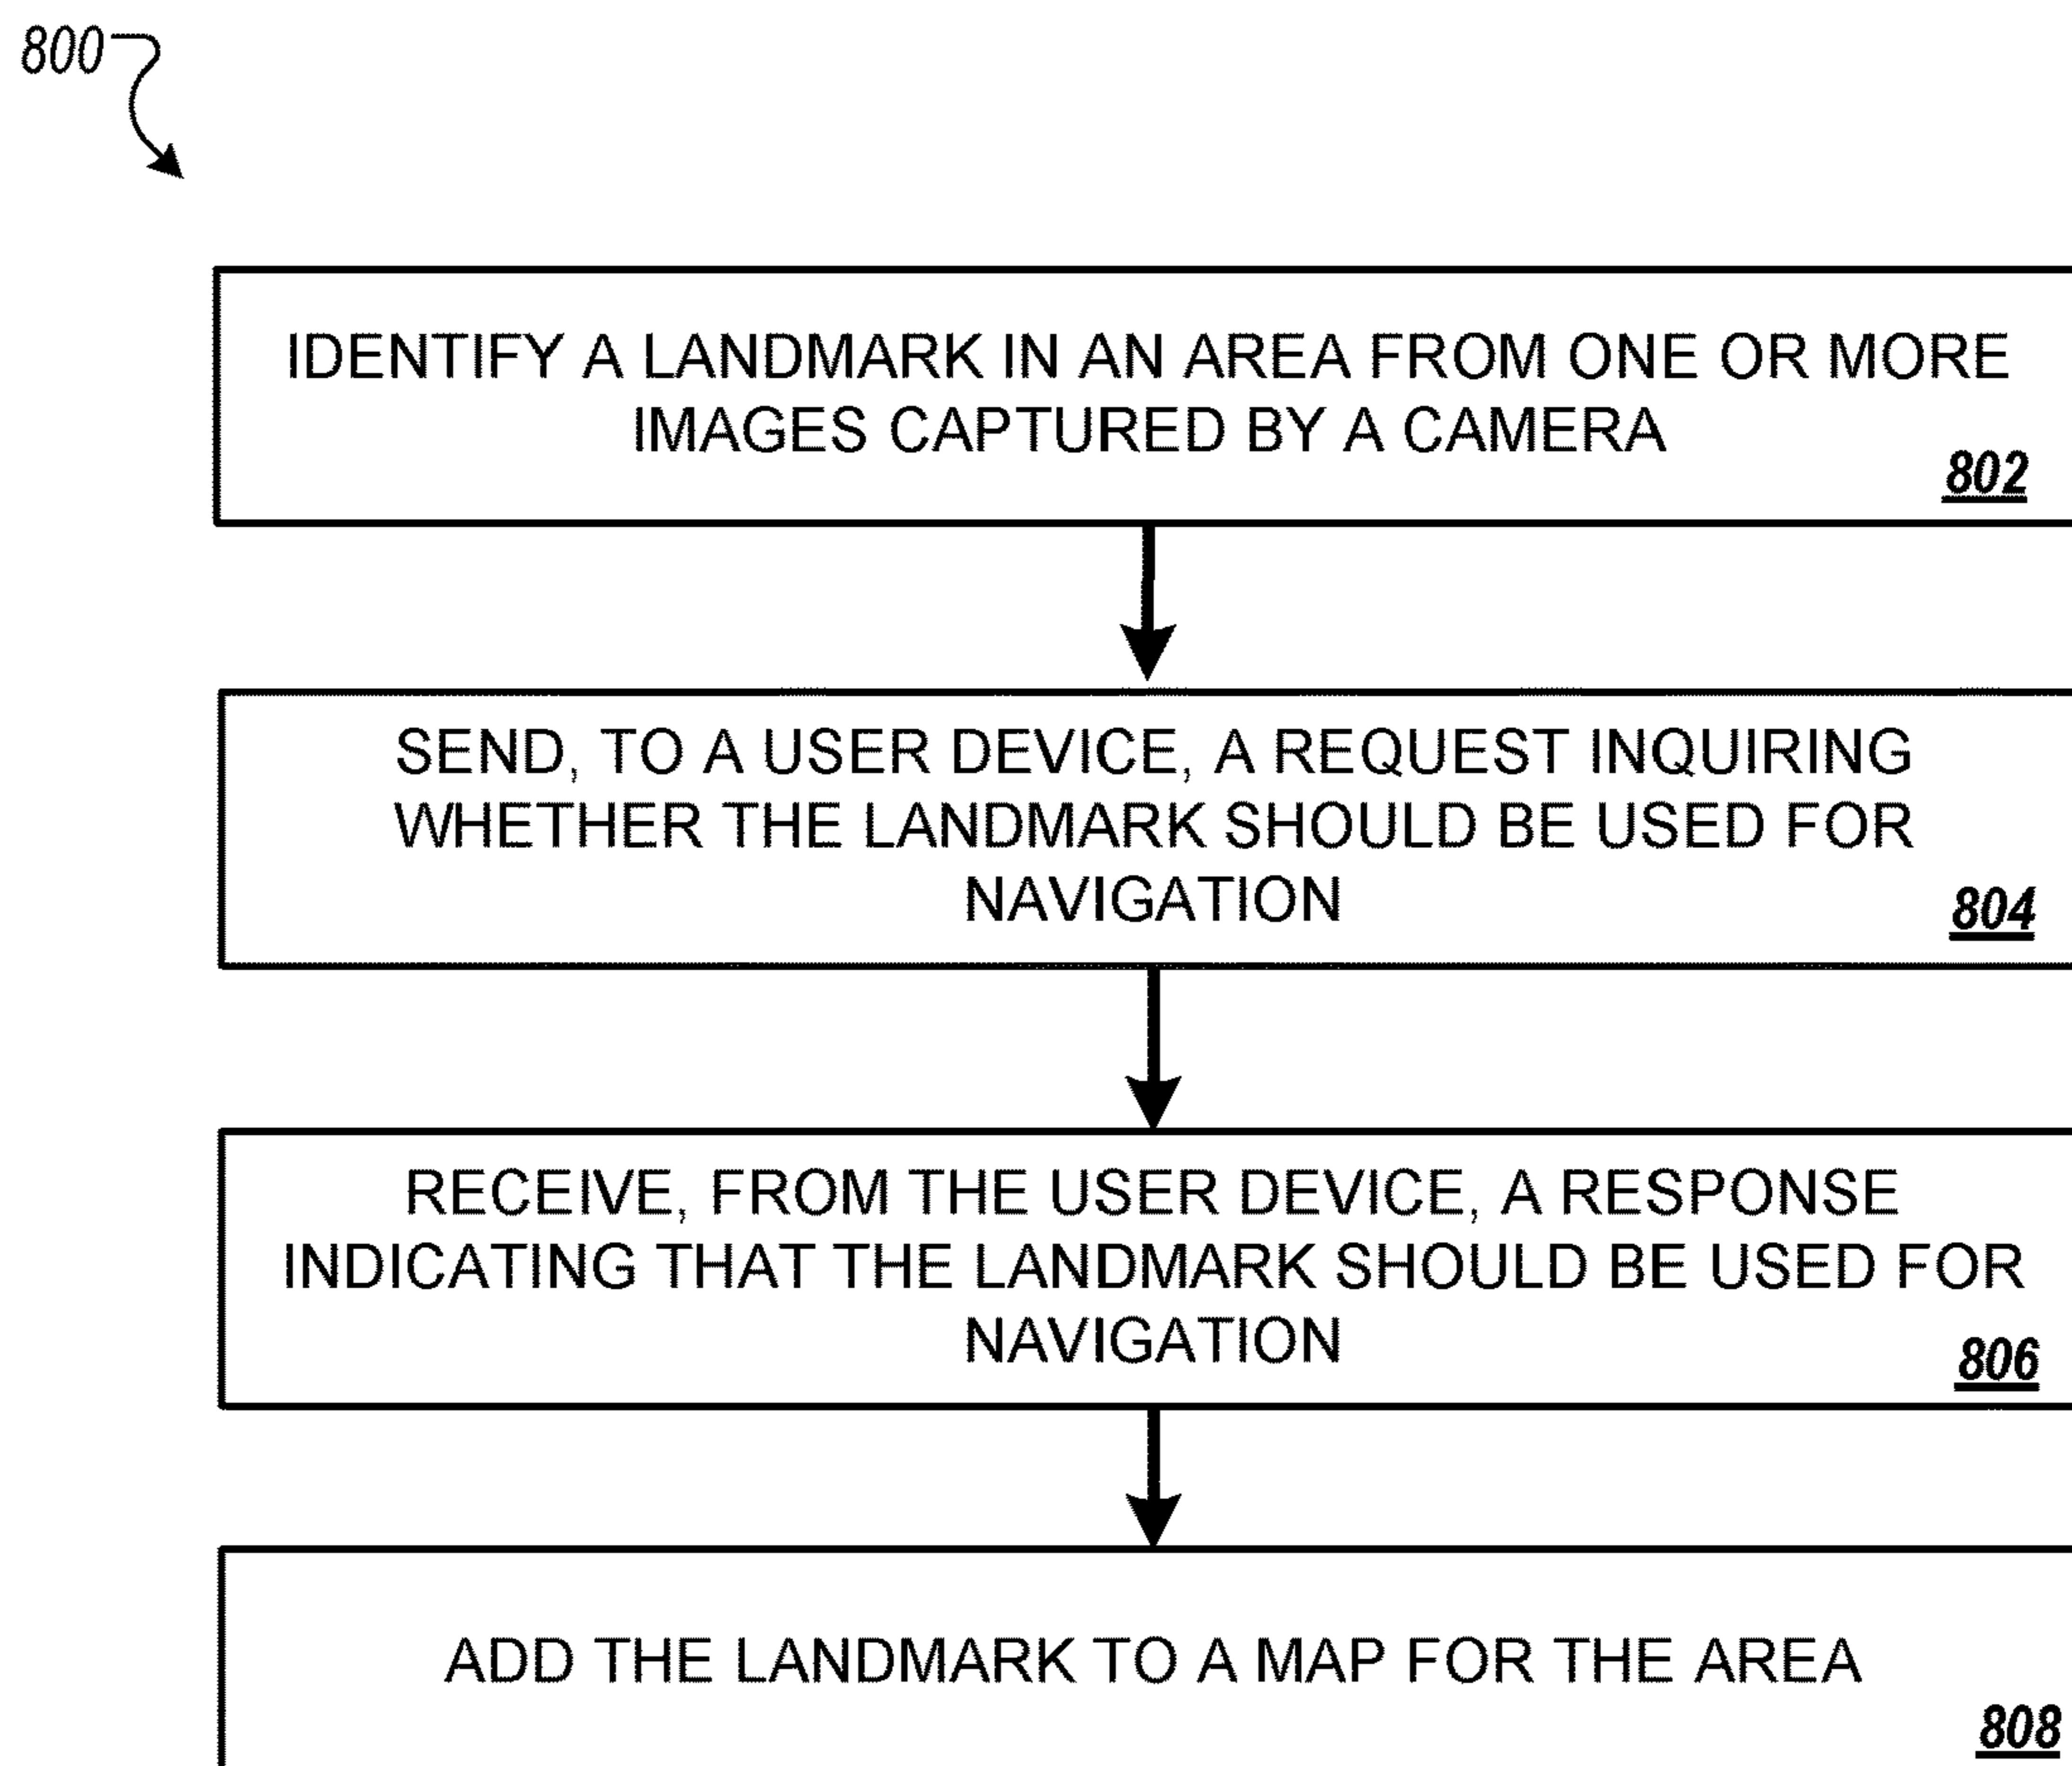 800
IDENTIFY A LANDMARK IN AN AREA FROM ONE OR MORE
IMAGES CAPTURED BY A CAMERA
802
SEND, TO A USER DEVICE, A REQUEST INQUIRING
WHETHER THE LANDMARK SHOULD BE USED FOR
NAVIGATION
804
RECEIVE, FROM THE USER DEVICE, A RESPONSE
INDICATING THAT THE LANDMARK SHOULD BE USED FOR
NAVIGATION
806
ADD THE LANDMARK TO A MAP FOR THE AREA
808